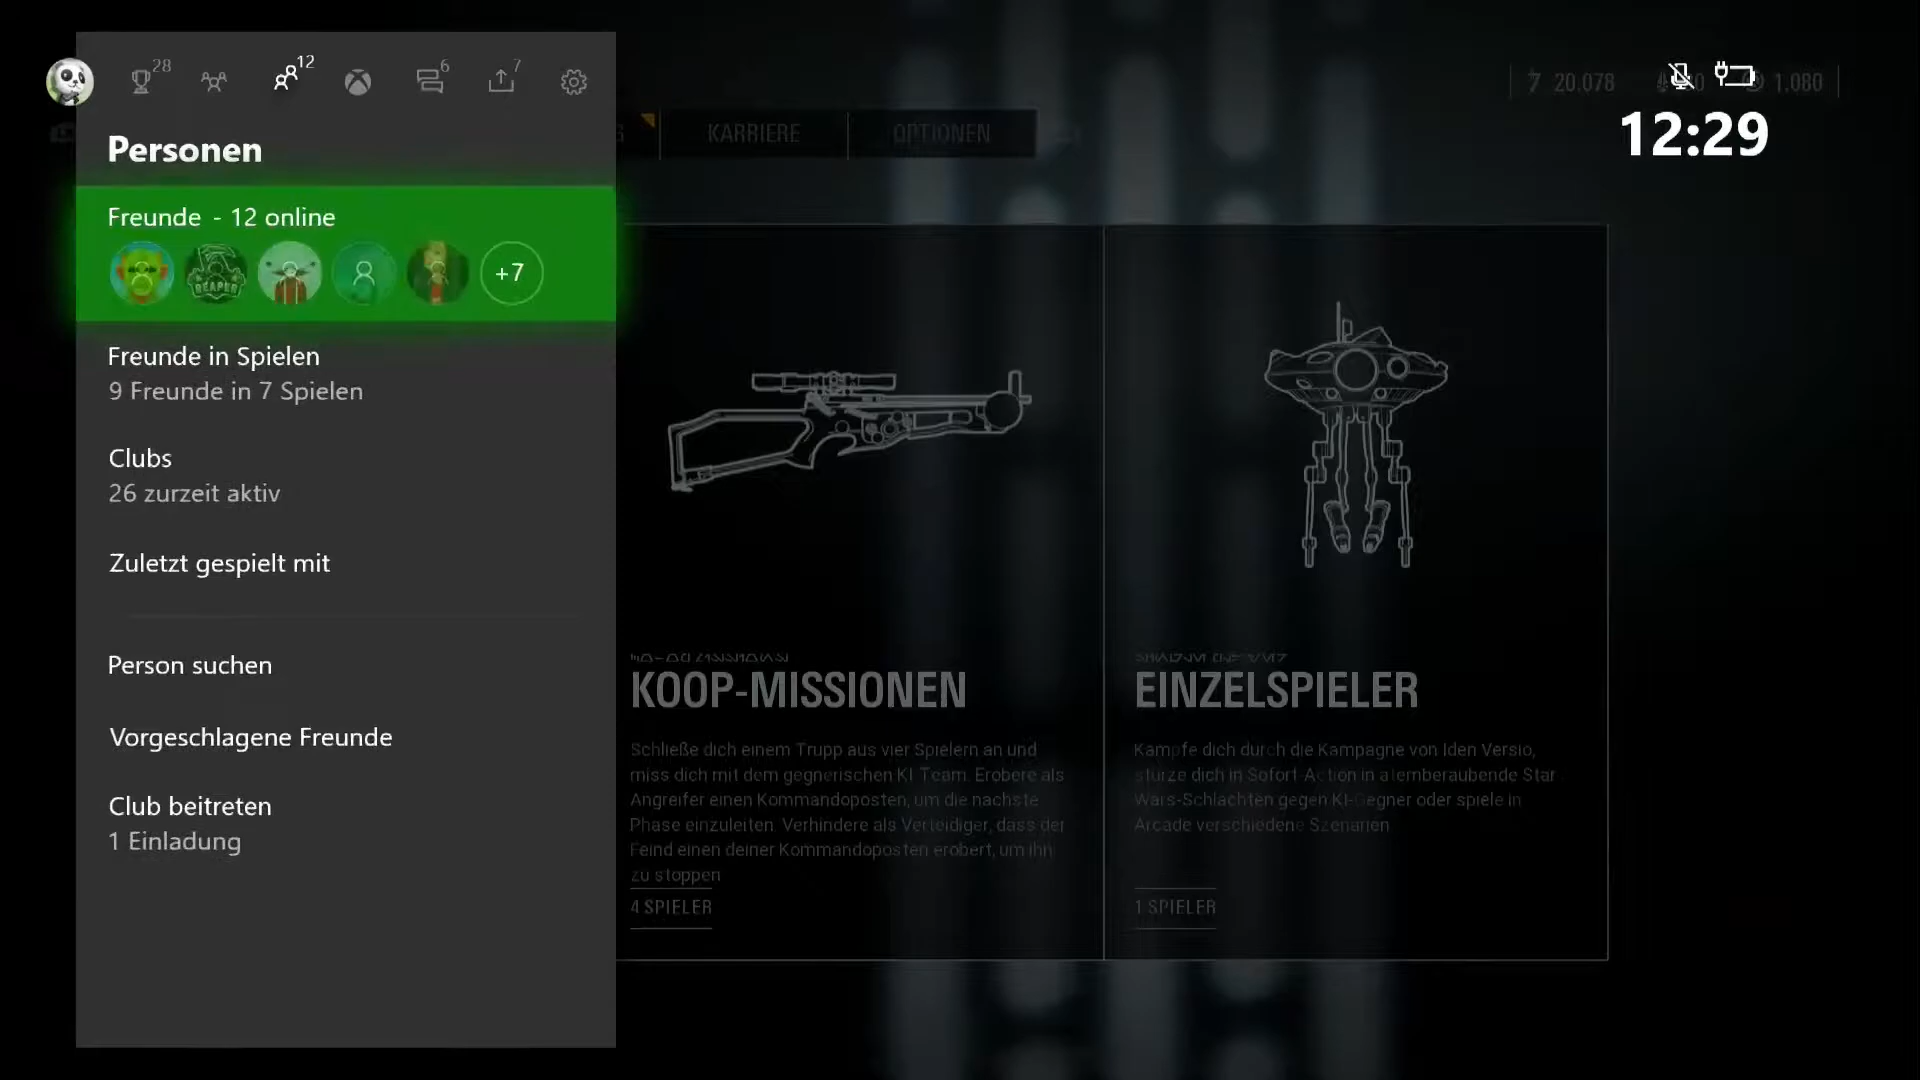 28
12
6
7
20.078
1.080
12:29
KARRIERE
OPTIONEN
Personen
Freunde - 12 online
REAPER
+7
Freunde in Spielen
9 Freunde in 7 Spielen
Clubs
26 zurzeit aktiv
Zuletzt gespielt mit
Person suchen
Vorgeschlagene Freunde
Club beitreten
1 Einladung
KOOP-MISSIONEN
Schließe dich einem Trupp aus vier Spielern an und
miss dich mit dem gegnerischen KI-Team. Erobere als
Angreifer einen Kommandoposten, um die nächste
Phase einzuleiten. Verhindere als Verteidiger, dass der
Feind einen deiner Kommandoposten erobert, um ihn
zu stoppen
4 SPIELER
EINZELSPIELER
Kämpfe dich durch die Kampagne von Iden Versio,
stürze dich in Sofort-Action in atemberaubende Star
Wars-Schlachten gegen KI-Gegner oder spiele in
Arcade verschiedene Szenarien
1 SPIELER